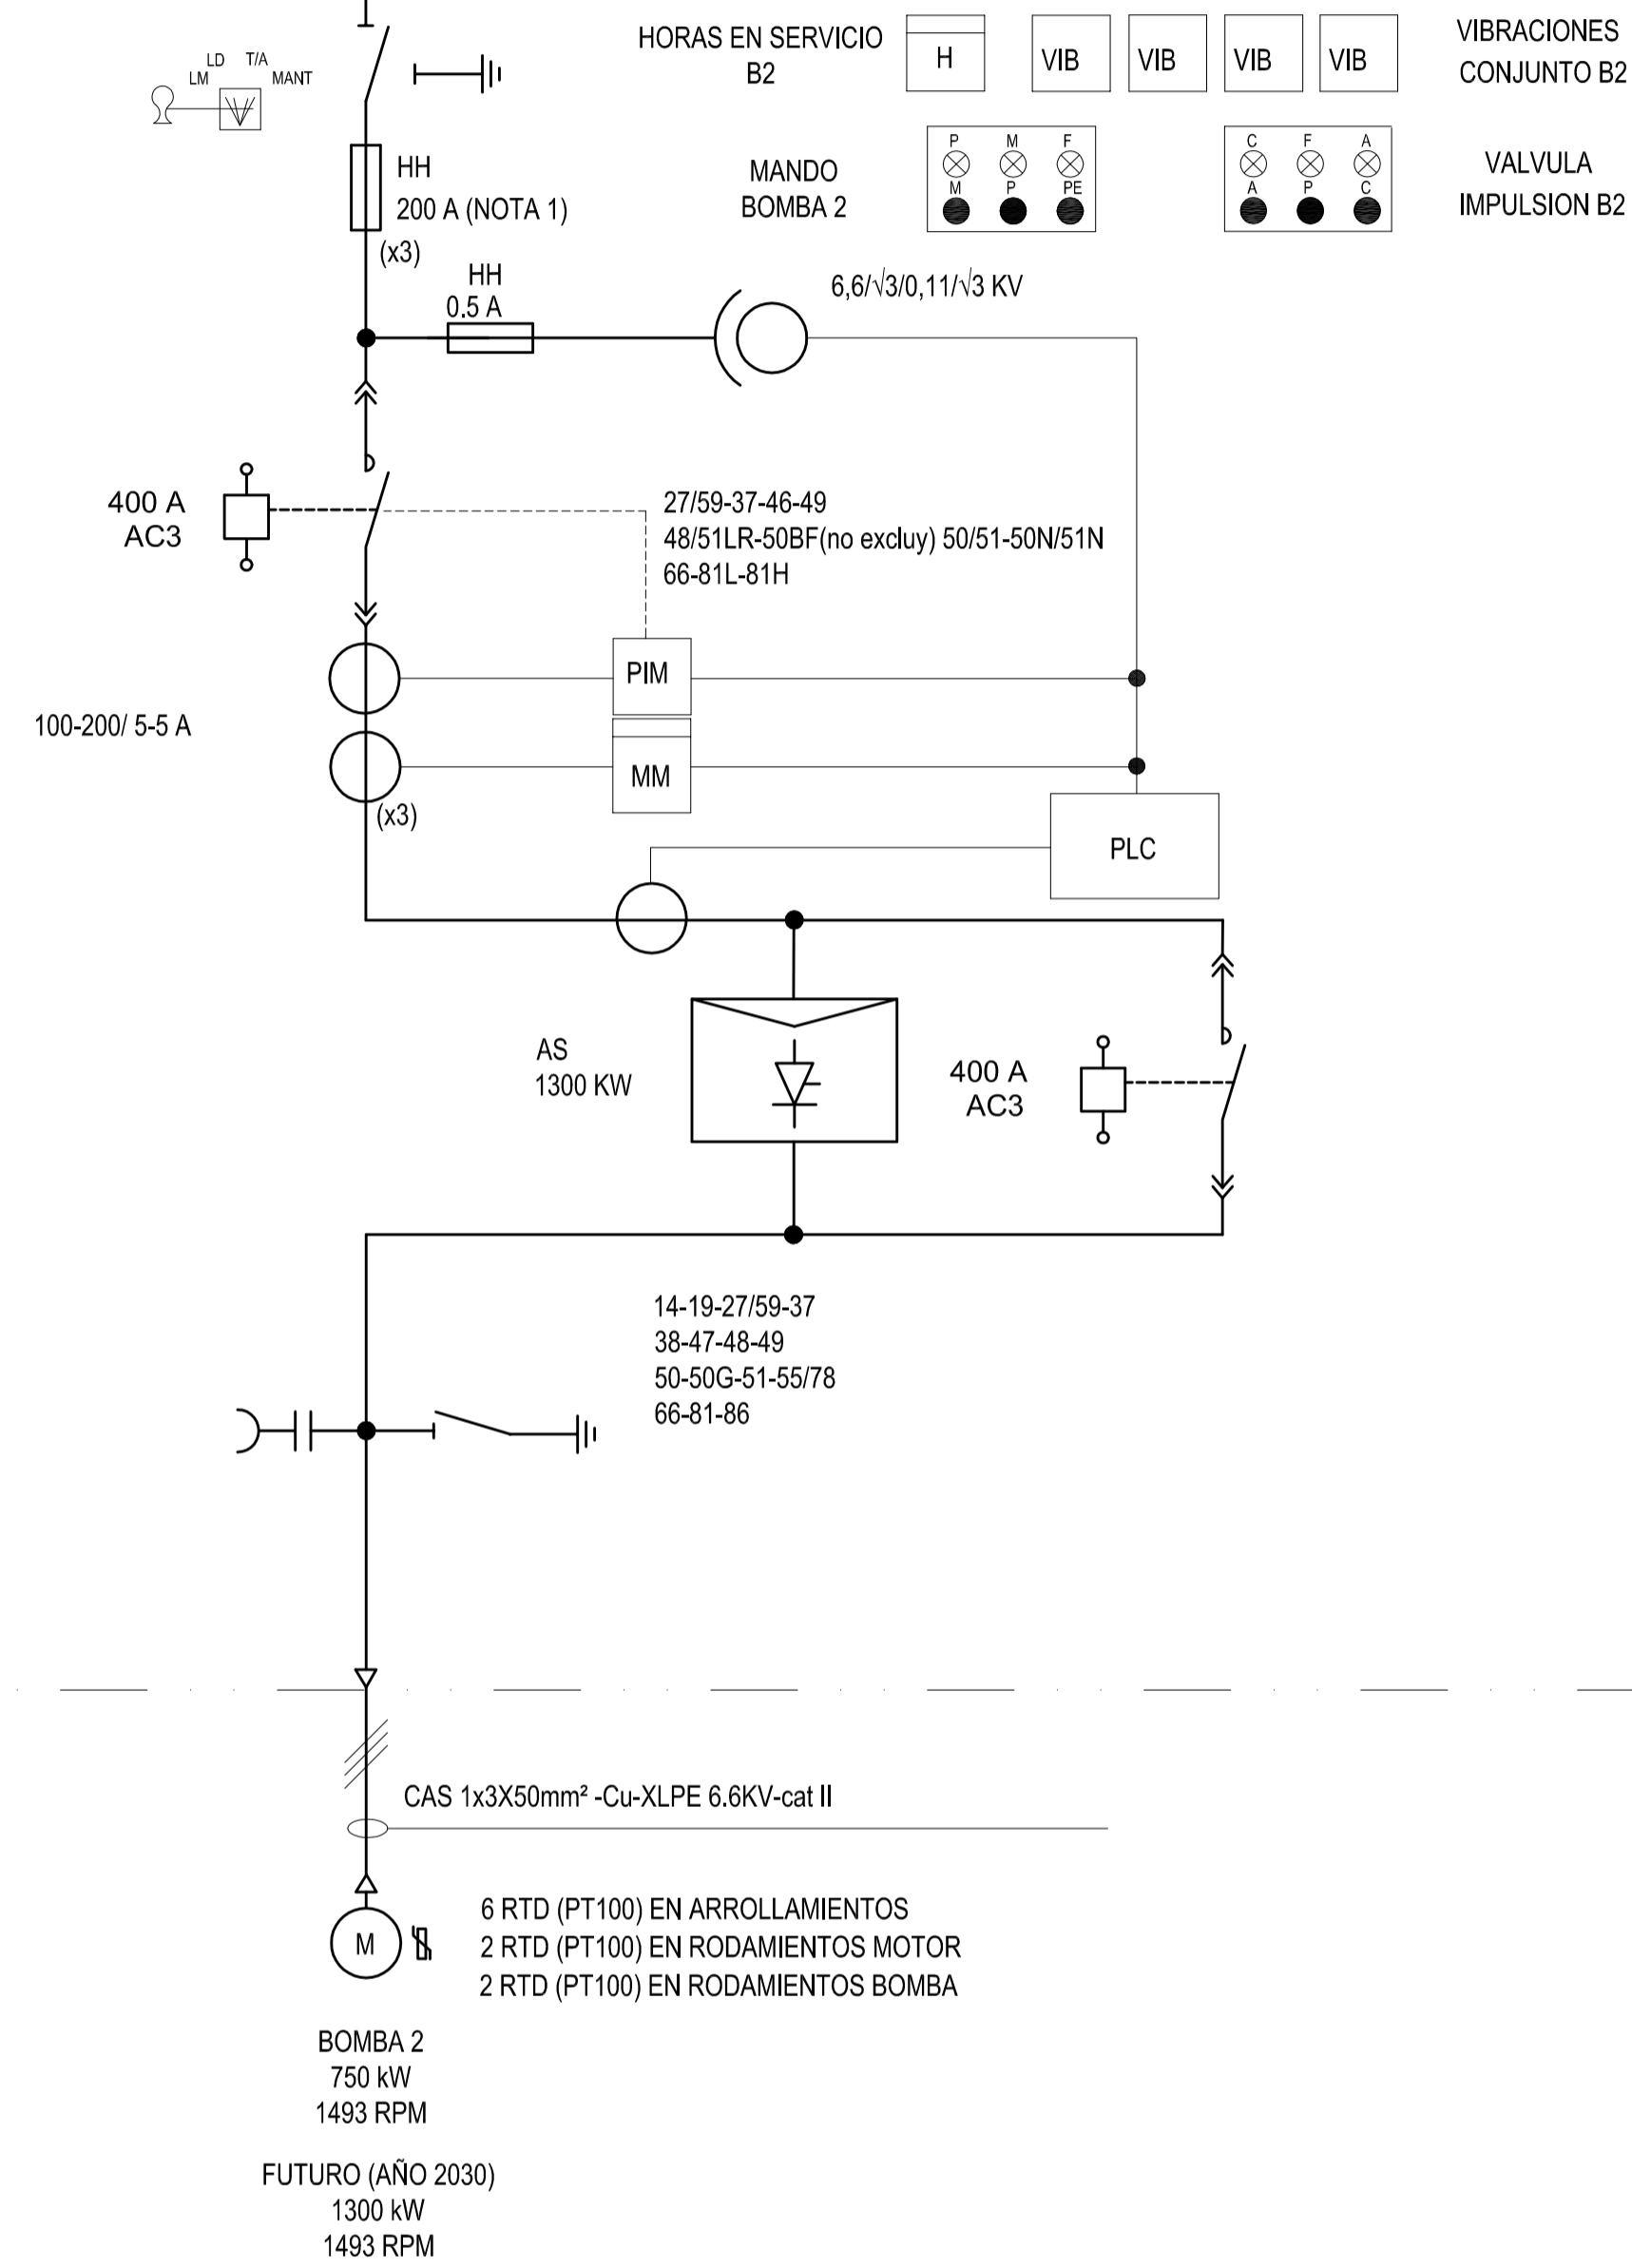 HORAS EN SERVICIO
B2
H
VIB
VIB
VIB
VIB
VIBRACIONES
CONJUNTO B2
LD T/A
LM MANT
MANDO
BOMBA 2
P M F
M P PE
C F A
A P C
VALVULA
IMPULSION B2
HH
200 A (NOTA 1)
(x3)
HH
0.5 A
6,6/√3/0,11/√3 KV
400 A
AC3
27/59-37-46-49
48/51LR-50BF(no excluy) 50/51-50N/51N
66-81L-81H
PIM
100-200/ 5-5 A
MM
(x3)
PLC
AS
1300 KW
400 A
AC3
14-19-27/59-37
38-47-48-49
50-50G-51-55/78
66-81-86
CAS 1x3X50mm² -Cu-XLPE 6.6KV-cat II
M
6 RTD (PT100) EN ARROLLAMIENTOS
2 RTD (PT100) EN RODAMIENTOS MOTOR
2 RTD (PT100) EN RODAMIENTOS BOMBA
BOMBA 2
750 kW
1493 RPM
FUTURO (AÑO 2030)
1300 kW
1493 RPM